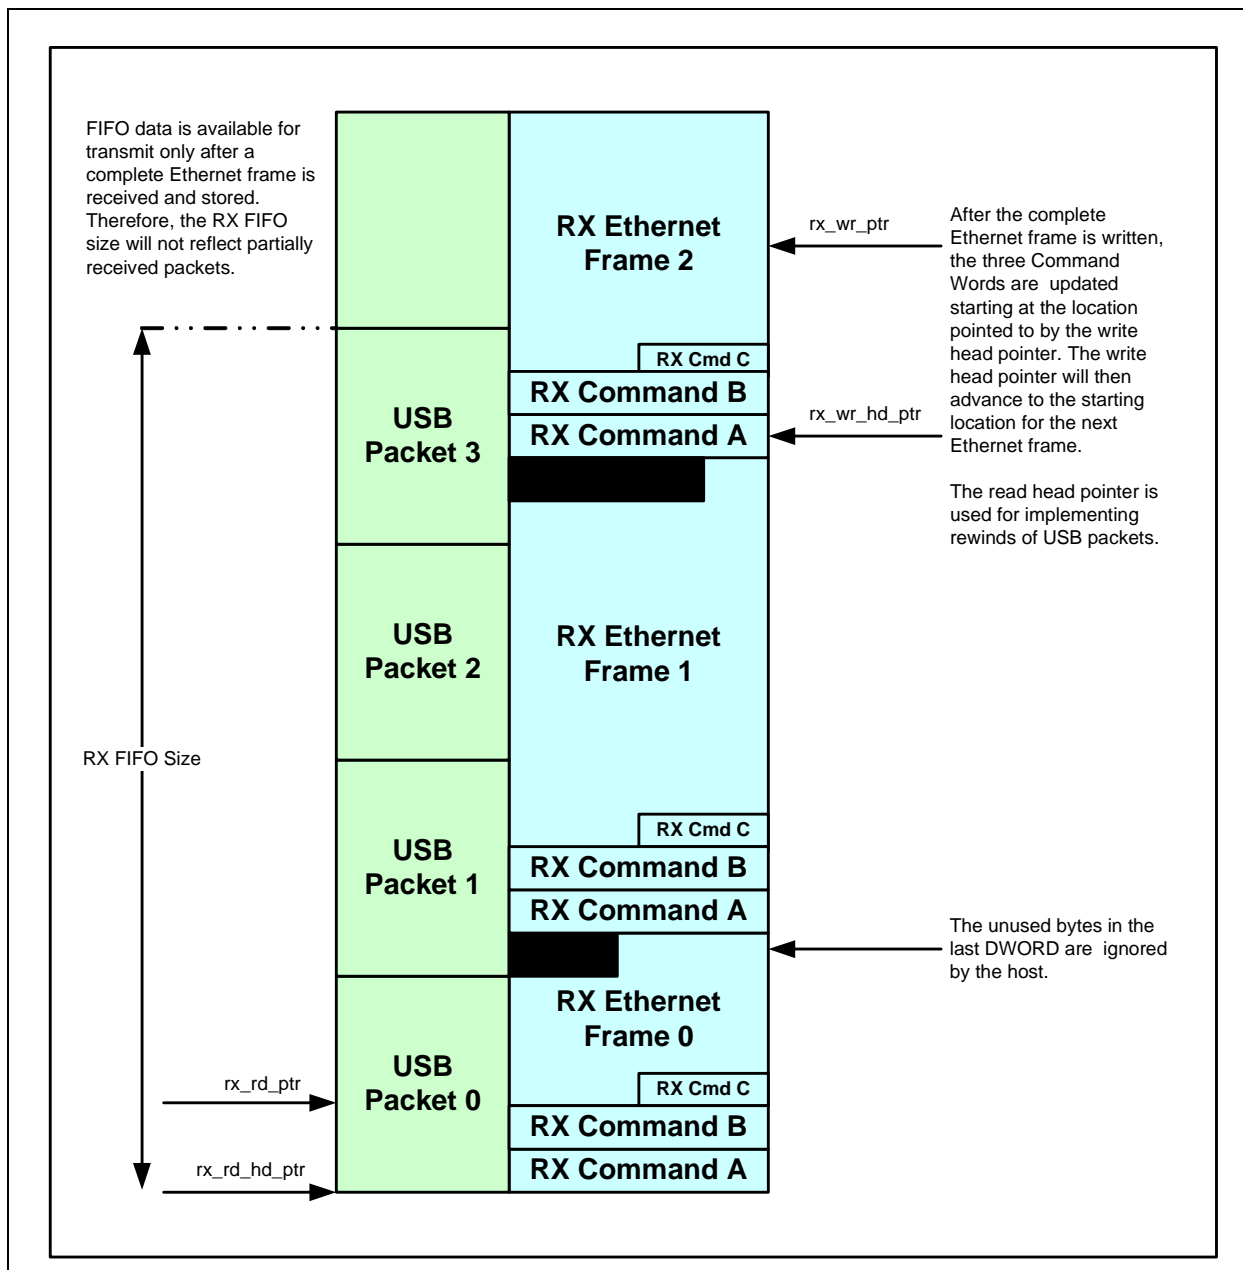 FIFO data is available for
transmit only after a
complete Ethernet frame is
received and stored.
Therefore, the RX FIFO
size will not reflect partially
received packets.
RX FIFO Size
rx_rd_ptr
rx_rd_hd_ptr
USB
Packet 3
USB
Packet 2
USB
Packet 1
USB
Packet 0
RX Ethernet
Frame 2
RX Cmd C
RX Command B
RX Command A
RX Ethernet
Frame 1
RX Cmd C
RX Command B
RX Command A
RX Ethernet
Frame 0
RX Cmd C
RX Command B
RX Command A
rx_wr_ptr
rx_wr_hd_ptr
After the complete
Ethernet frame is written,
the three Command
Words are updated
starting at the location
pointed to by the write
head pointer. The write
head pointer will then
advance to the starting
location for the next
Ethernet frame.
The read head pointer is
used for implementing
rewinds of USB packets.
The unused bytes in the
last DWORD are ignored
by the host.